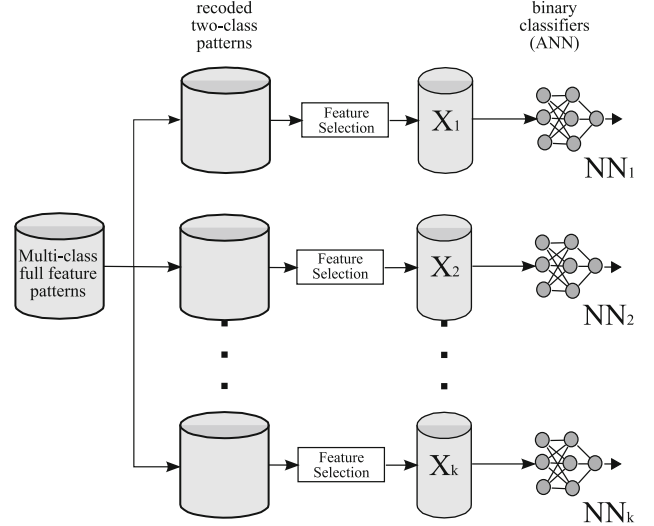 recoded
two-class
patterns
binary
classifiers
(ANN)
Feature
Selection
X1
NN1
Multi-class
full feature
patterns
Feature
Selection
X2
NN2
Feature
Selection
Xk
NNk